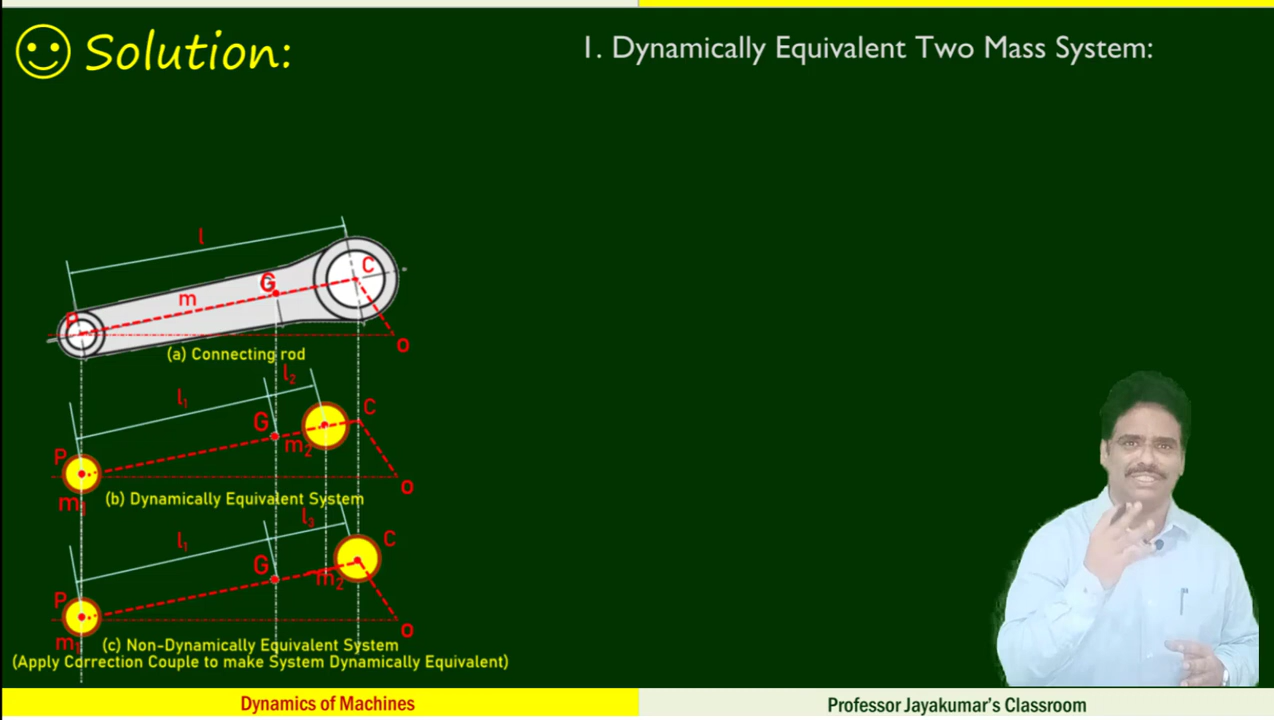 Solution:
1. Dynamically Equivalent Two Mass System:
l
C
G
m
P
O
(a) Connecting rod
l2
l1
C
G
m2
P
O
m1
(b) Dynamically Equivalent System
l3
l1
C
G
m2
P
O
m1
(c) Non-Dynamically Equivalent System
(Apply Correction Couple to make System Dynamically Equivalent)
Dynamics of Machines
Professor Jayakumar's Classroom